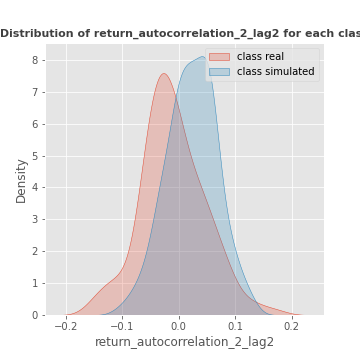 Distribution of return_autocorrelation_2_lag2 for each clas
class real
class simulated
8
7
6
5
4
3
2
1
0
Density
−0.2 −0.1 0.0 0.1 0.2
return_autocorrelation_2_lag2